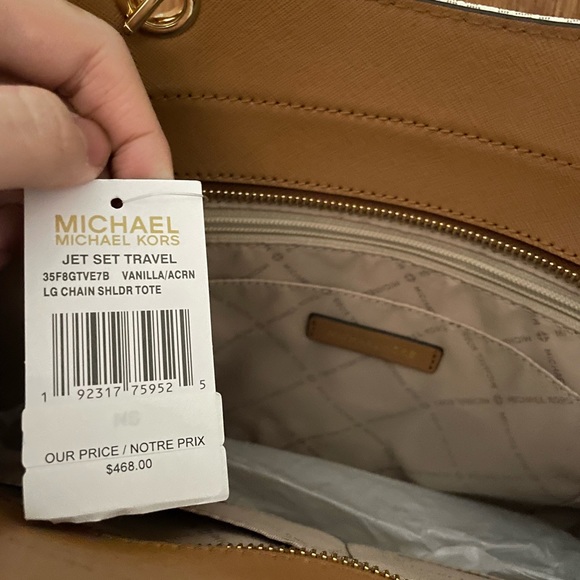 MICHAEL
MICHAEL KORS
JET SET TRAVEL
35F8GTVE7B VANILLA/ACRN
LG CHAIN SHLDR TOTE
1 92317 75952 5
OUR PRICE / NOTRE PRIX
$468.00